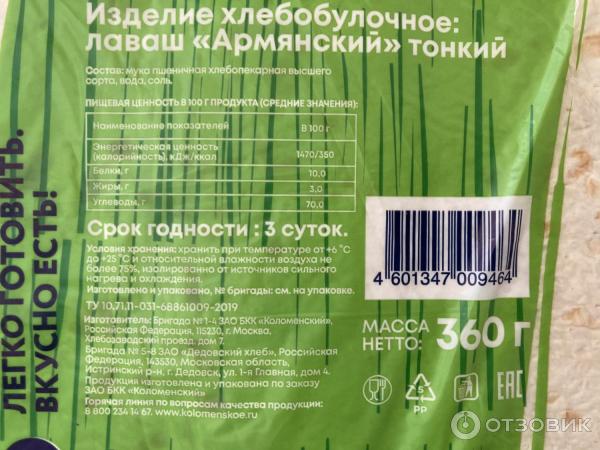 Изделие хлебобулочное:
лаваш «Армянский» тонкий
Состав: мука пшеничная хлебопекарная высшего
сорта, вода, соль.
ПИЩЕВАЯ ЦЕННОСТЬ В 100 Г ПРОДУКТА (СРЕДНИЕ ЗНАЧЕНИЯ):
Наименование показателей В 100 г
Энергетическая ценность
(калорийность), кДж/ккал 1470/350
Белки, г 10,0
Жиры, г 3,0
Углеводы, г 70,0
Срок годности : 3 суток.
Условия хранения: хранить при температуре от +6 °С
до +25 °С и относительной влажности воздуха не
более 75%, изолированно от источников сильного
нагрева и охлаждения.
Изготовлено и упаковано, № бригады: см. на упаковке.
ТУ 10.71.11-031-68861009-2019
Изготовитель: Бригада № 1-4 ЗАО БКК «Коломенский»,
Российская Федерация, 115230, г. Москва,
Хлебозаводский проезд, дом 7.
Бригада № 5-8 ЗАО «Дедовский хлеб», Российская
Федерация, 143530, Московская область,
Истринский р-н, г. Дедовск, ул. 1-я Главная, дом 4.
Продукция изготовлена и упакована по заказу
ЗАО БКК «Коломенский»
Горячая линия по вопросам качества продукции:
8 800 234 14 67. www.kolomenskoe.ru
ЛЕГКО ГОТОВИТЬ.
ВКУСНО ЕСТЬ!
4 601347 009464
МАССА
НЕТТО: 360 г
5
PP
EAC
ОТЗОВИК